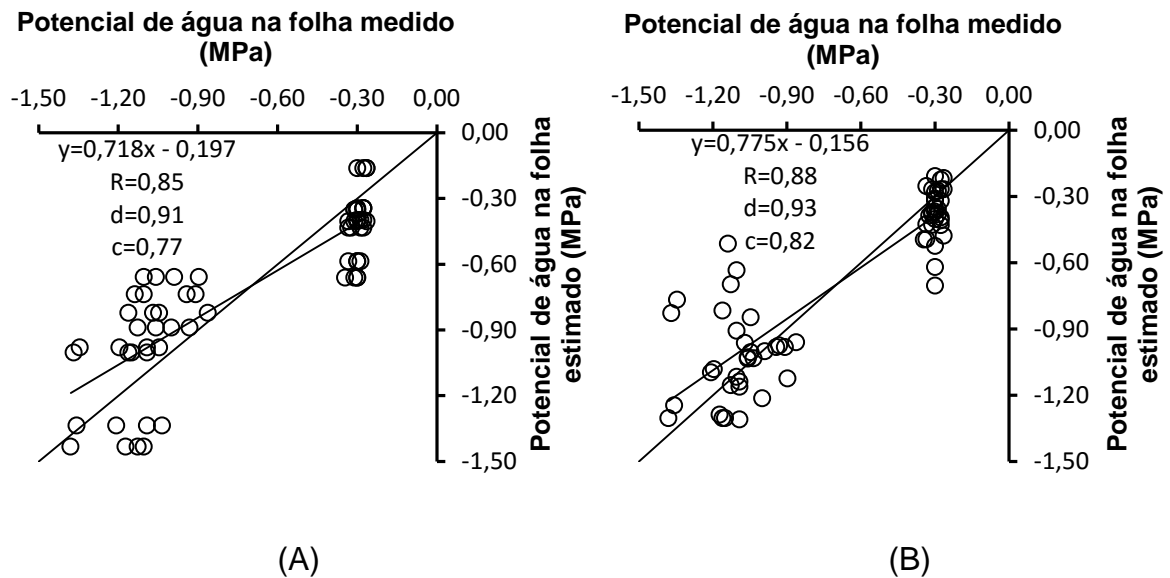 Potencial de água na folha medido
(MPa)
-1,50 -1,20 -0,90 -0,60 -0,30 0,00
0,00
-0,30
-0,60
-0,90
-1,20
-1,50
y=0,718x - 0,197
R=0,85
d=0,91
c=0,77
Potencial de água na folha
estimado (MPa)
(A)
Potencial de água na folha medido
(MPa)
-1,50 -1,20 -0,90 -0,60 -0,30 0,00
0,00
-0,30
-0,60
-0,90
-1,20
-1,50
y=0,775x - 0,156
R=0,88
d=0,93
c=0,82
Potencial de água na folha
estimado (MPa)
(B)